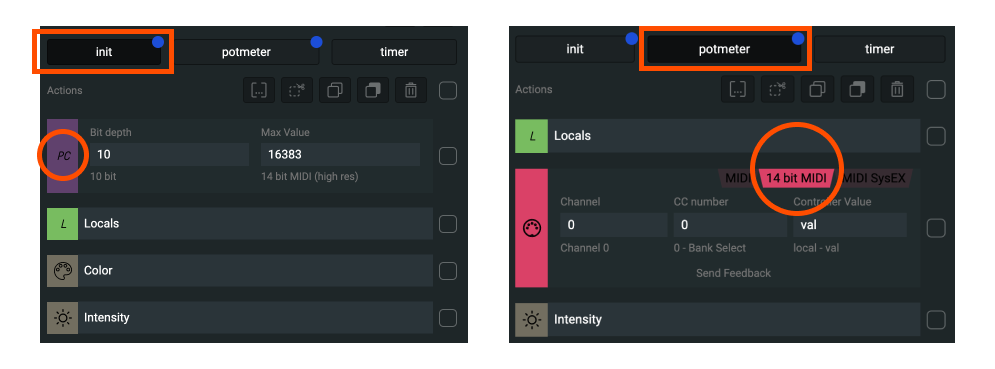 init potmeter timer
Actions
PC
Bit depth Max Value
10 16383
10 bit 14 bit MIDI (high res)
L Locals
Color
Intensity
init potmeter timer
Actions
L Locals
MIDI 14 bit MIDI MIDI SysEX
Channel CC number Controller Value
0 0 val
Channel 0 0 - Bank Select local - val
Send Feedback
Intensity